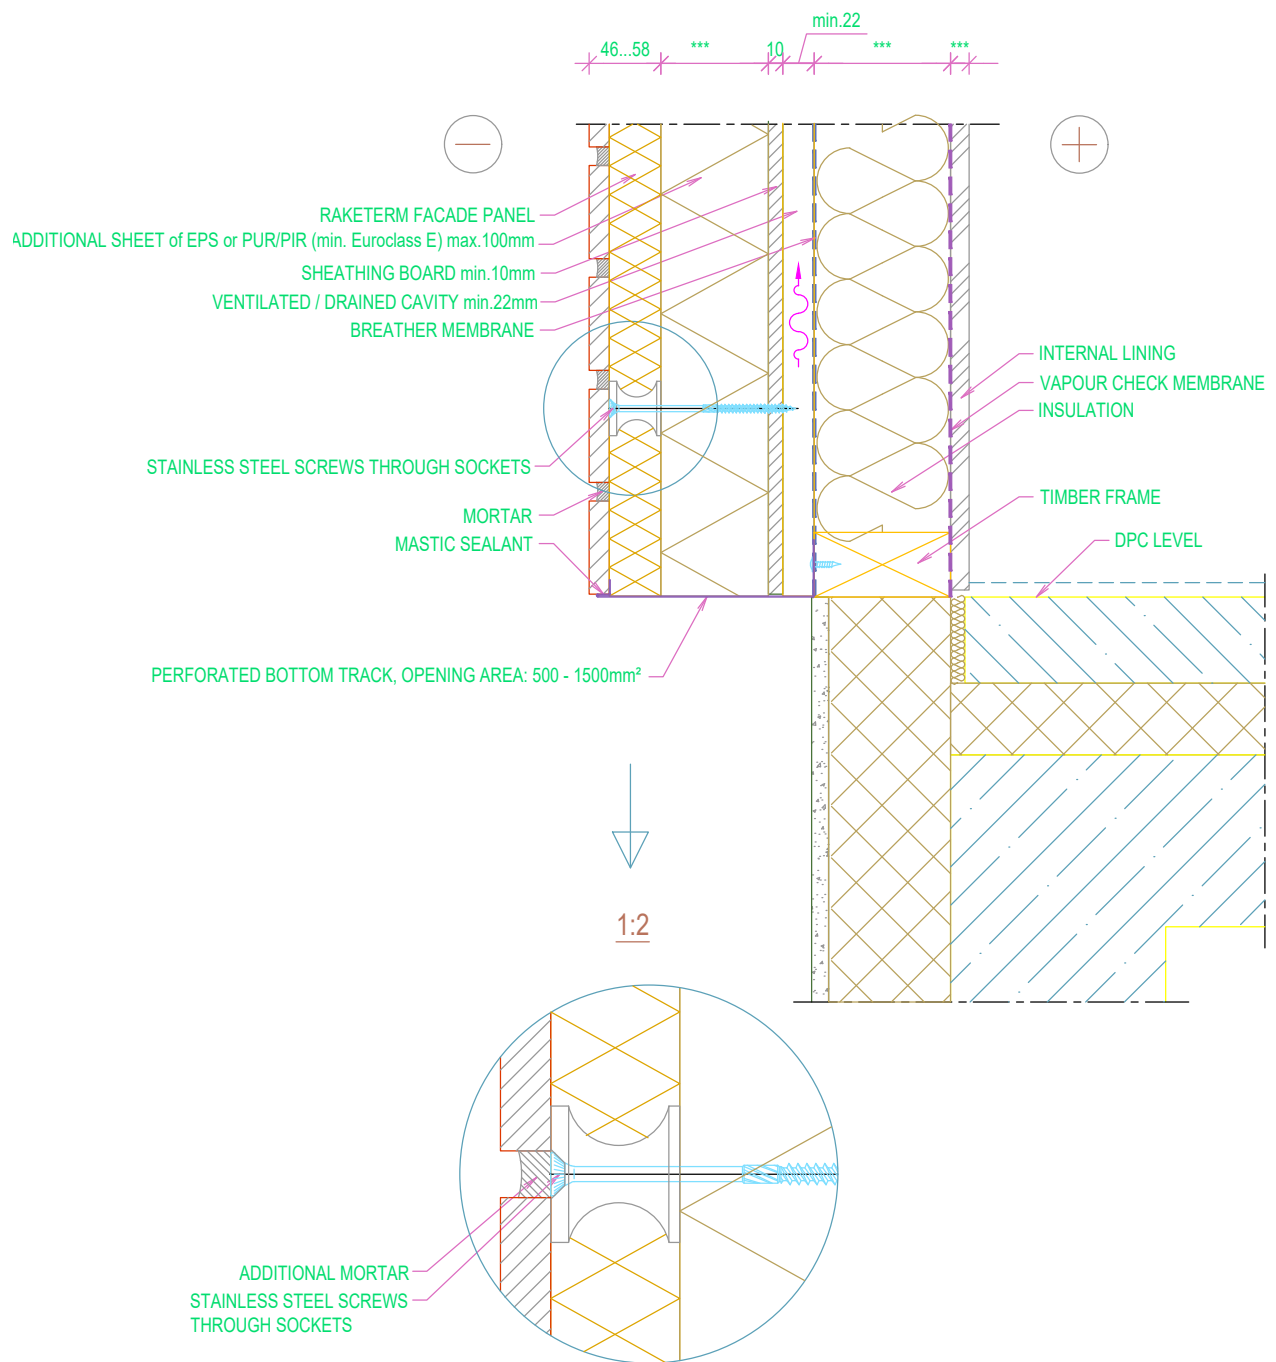 min.22
46...58 *** 10 *** ***
RAKETERM FACADE PANEL
ADDITIONAL SHEET of EPS or PUR/PIR (min. Euroclass E) max.100mm
SHEATHING BOARD min.10mm
VENTILATED / DRAINED CAVITY min.22mm
BREATHER MEMBRANE
INTERNAL LINING
VAPOUR CHECK MEMBRANE
INSULATION
STAINLESS STEEL SCREWS THROUGH SOCKETS
TIMBER FRAME
MORTAR
DPC LEVEL
MASTIC SEALANT
PERFORATED BOTTOM TRACK, OPENING AREA: 500 - 1500mm²
1:2
ADDITIONAL MORTAR
STAINLESS STEEL SCREWS
THROUGH SOCKETS